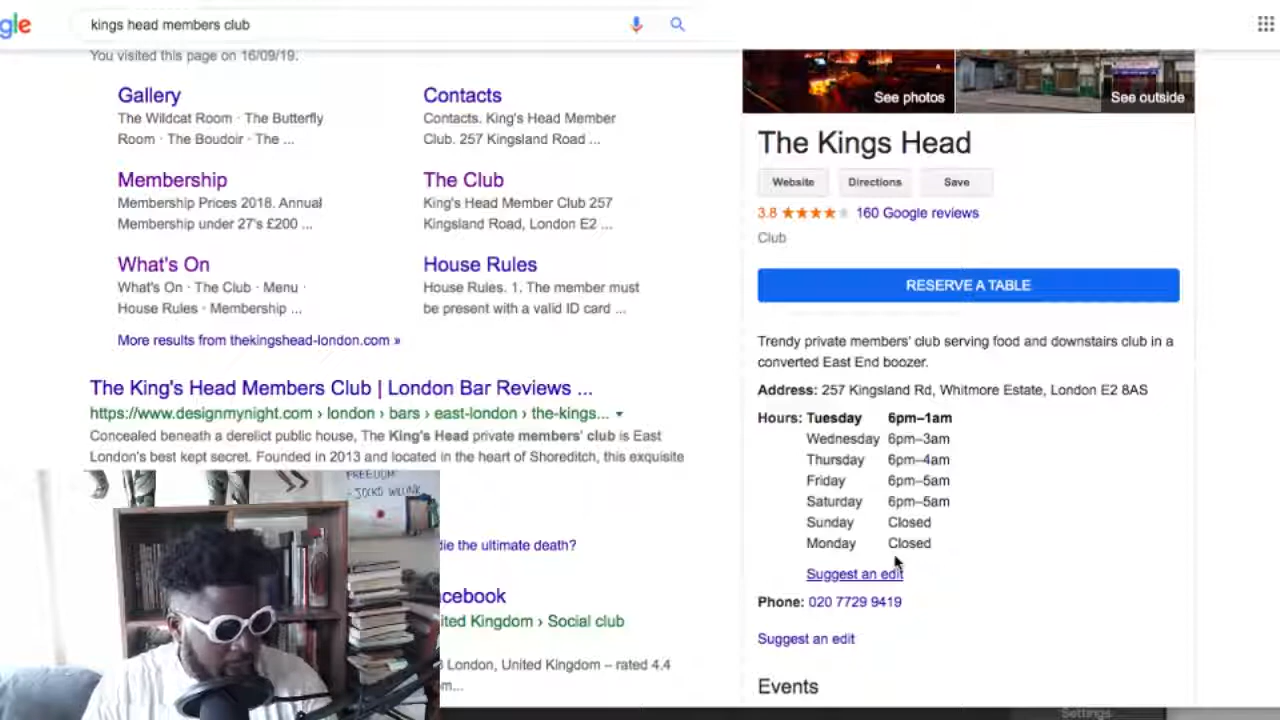 gle
kings head members club
You visited this page on 16/09/19.
Gallery
The Wildcat Room · The Butterfly
Room · The Boudoir · The ...
Contacts
Contacts. King's Head Member
Club. 257 Kingsland Road ...
Membership
Membership Prices 2018. Annual
Membership under 27's £200 ...
The Club
King's Head Member Club 257
Kingsland Road, London E2 ...
What's On
What's On · The Club · Menu ·
House Rules · Membership ...
House Rules
House Rules. 1. The member must
be present with a valid ID card ...
More results from thekingshead-london.com »
The King's Head Members Club | London Bar Reviews ...
https://www.designmynight.com › london › bars › east-london › the-kings...
Concealed beneath a derelict public house, The King's Head private members' club is East
London's best kept secret. Founded in 2013 and located in the heart of Shoreditch, this exquisite
FREEDOM
- JOCKO WILLINK
die the ultimate death?
cebook
ited Kingdom › Social club
London, United Kingdom – rated 4.4
m...
See photos
See outside
The Kings Head
Website
Directions
Save
3.8
160 Google reviews
Club
RESERVE A TABLE
Trendy private members' club serving food and downstairs club in a
converted East End boozer.
Address: 257 Kingsland Rd, Whitmore Estate, London E2 8AS
Hours: Tuesday 6pm–1am
Wednesday 6pm–3am
Thursday 6pm–4am
Friday 6pm–5am
Saturday 6pm–5am
Sunday Closed
Monday Closed
Suggest an edit
Phone: 020 7729 9419
Suggest an edit
Events
Settings